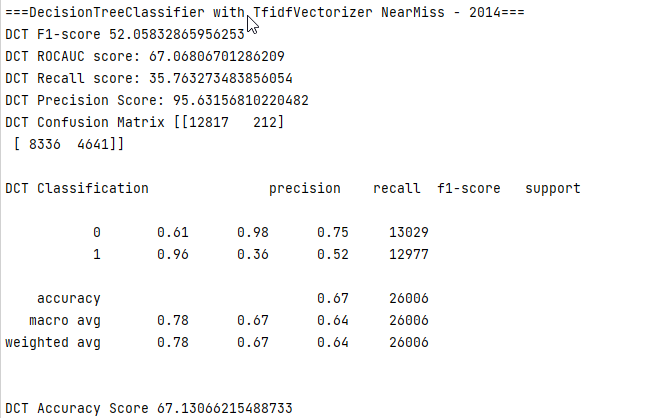 ===DecisionTreeClassifier with TfidfVectorizer NearMiss - 2014===
DCT F1-score 52.05832865956253
DCT ROCAUC score: 67.06806701286209
DCT Recall score: 35.763273483856054
DCT Precision Score: 95.63156810220482
DCT Confusion Matrix [[12817   212]
 [ 8336  4641]]
DCT Classification               precision    recall  f1-score   support
           0       0.61      0.98      0.75     13029
           1       0.96      0.36      0.52     12977
    accuracy                           0.67     26006
   macro avg       0.78      0.67      0.64     26006
weighted avg       0.78      0.67      0.64     26006
DCT Accuracy Score 67.13066215488733